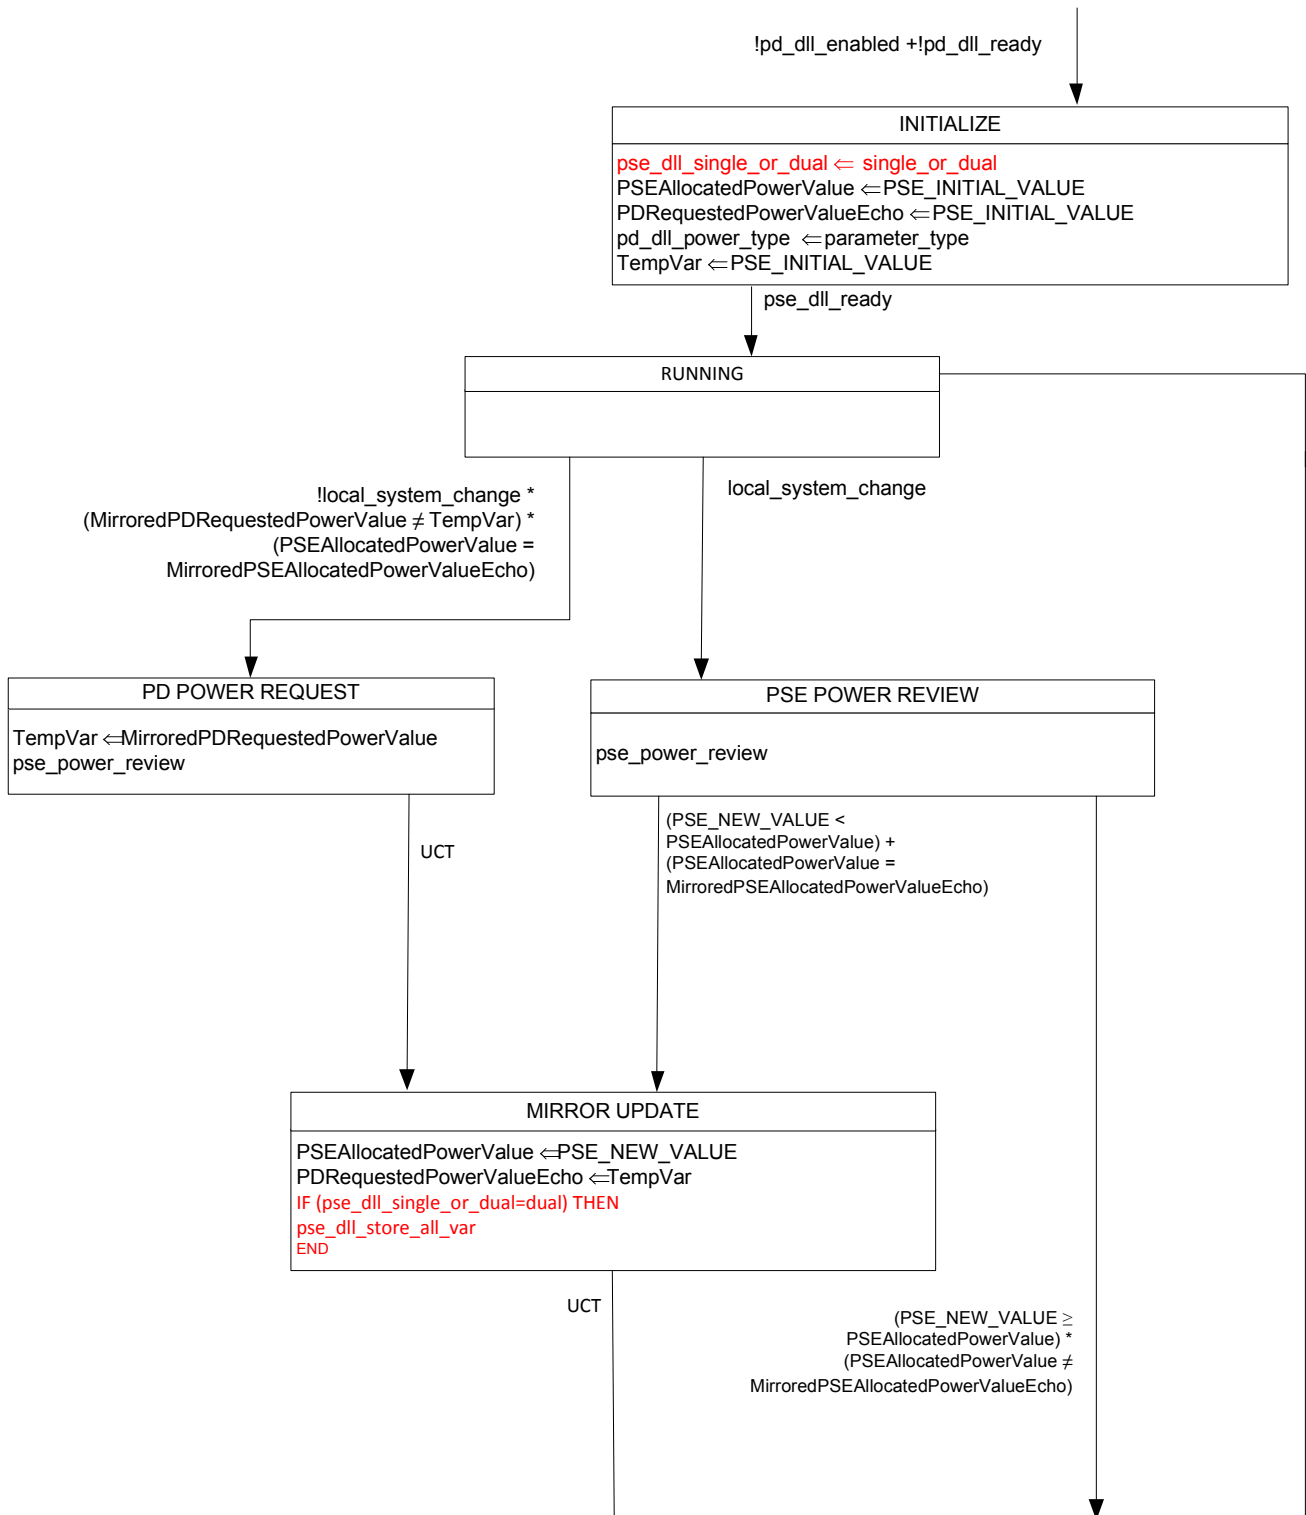 !pd_dll_enabled +!pd_dll_ready
INITIALIZE
pse_dll_single_or_dual ⇐ single_or_dual
PSEAllocatedPowerValue ⇐PSE_INITIAL_VALUE
PDRequestedPowerValueEcho ⇐PSE_INITIAL_VALUE
pd_dll_power_type ⇐parameter_type
TempVar ⇐PSE_INITIAL_VALUE
pse_dll_ready
RUNNING
!local_system_change *
(MirroredPDRequestedPowerValue ≠ TempVar) *
(PSEAllocatedPowerValue =
MirroredPSEAllocatedPowerValueEcho)
local_system_change
PD POWER REQUEST
TempVar ⇐MirroredPDRequestedPowerValue
pse_power_review
PSE POWER REVIEW
pse_power_review
UCT
(PSE_NEW_VALUE <
PSEAllocatedPowerValue) +
(PSEAllocatedPowerValue =
MirroredPSEAllocatedPowerValueEcho)
MIRROR UPDATE
PSEAllocatedPowerValue ⇐PSE_NEW_VALUE
PDRequestedPowerValueEcho ⇐TempVar
IF (pse_dll_single_or_dual=dual) THEN
pse_dll_store_all_var
END
UCT
(PSE_NEW_VALUE ≥
PSEAllocatedPowerValue) *
(PSEAllocatedPowerValue ≠
MirroredPSEAllocatedPowerValueEcho)